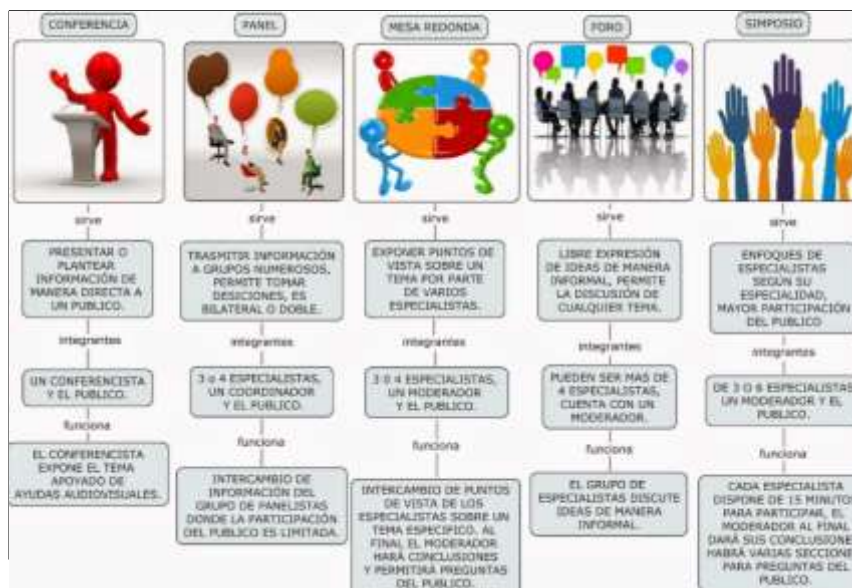 CONFERENCIA
sirve
PRESENTAR O
PLANTEAR
INFORMACIÓN DE
MANERA DIRECTA A
UN PUBLICO.
integrantes
UN CONFERENCISTA
Y EL PUBLICO.
funciona
EL CONFERENCISTA
EXPONE EL TEMA
APOYADO DE
AYUDAS AUDIOVISUALES.
PANEL
sirve
TRASMITIR INFORMACIÓN
A GRUPOS NUMEROSOS.
PERMITE TOMAR
DESICIONES, ES
BILATERAL O DOBLE.
integrantes
3 o 4 ESPECIALISTAS,
UN COORDINADOR
Y EL PUBLICO.
funciona
INTERCAMBIO DE
INFORMACIÓN DEL
GRUPO DE PANELISTAS
DONDE LA PARTICIPACIÓN
DEL PUBLICO ES LIMITADA.
MESA REDONDA
sirve
EXPONER PUNTOS DE
VISTA SOBRE UN
TEMA POR PARTE
DE VARIOS
ESPECIALISTAS.
integrantes
3 0 4 ESPECIALISTAS,
UN MODERADOR
Y EL PUBLICO.
funciona
INTERCAMBIO DE PUNTOS
DE VISTA DE LOS
ESPECIALISTAS SOBRE UN
TEMA ESPECIFICO. AL
FINAL EL MODERADOR
HARÁ CONCLUSIONES
Y PERMITIRÁ PREGUNTAS
DEL PUBLICO.
FORO
sirve
LIBRE EXPRESIÓN
DE IDEAS DE MANERA
INFORMAL, PERMITE
LA DISCUSIÓN DE
CUALQUIER TEMA.
integrantes
PUEDEN SER MAS DE
4 ESPECIALISTAS,
CUENTA CON UN
MODERADOR.
funciona
EL GRUPO DE
ESPECIALISTAS DISCUTE
IDEAS DE MANERA
INFORMAL.
SIMPOSIO
sirve
ENFOQUES DE
ESPECIALISTAS
SEGÚN SU
ESPECIALIDAD,
MAYOR PARTICIPACIÓN
DEL PUBLICO
integrantes
DE 3 O 6 ESPECIALISTAS
UN MODERADOR Y EL
PUBLICO.
funciona
CADA ESPECIALISTA
DISPONE DE 15 MINUTOS
PARA PARTICIPAR, EL
MODERADOR AL FINAL
DARÁ SUS CONCLUSIONE
HABRÁ VARIAS SECCIONE
PARA PREGUNTAS DEL
PUBLICO.